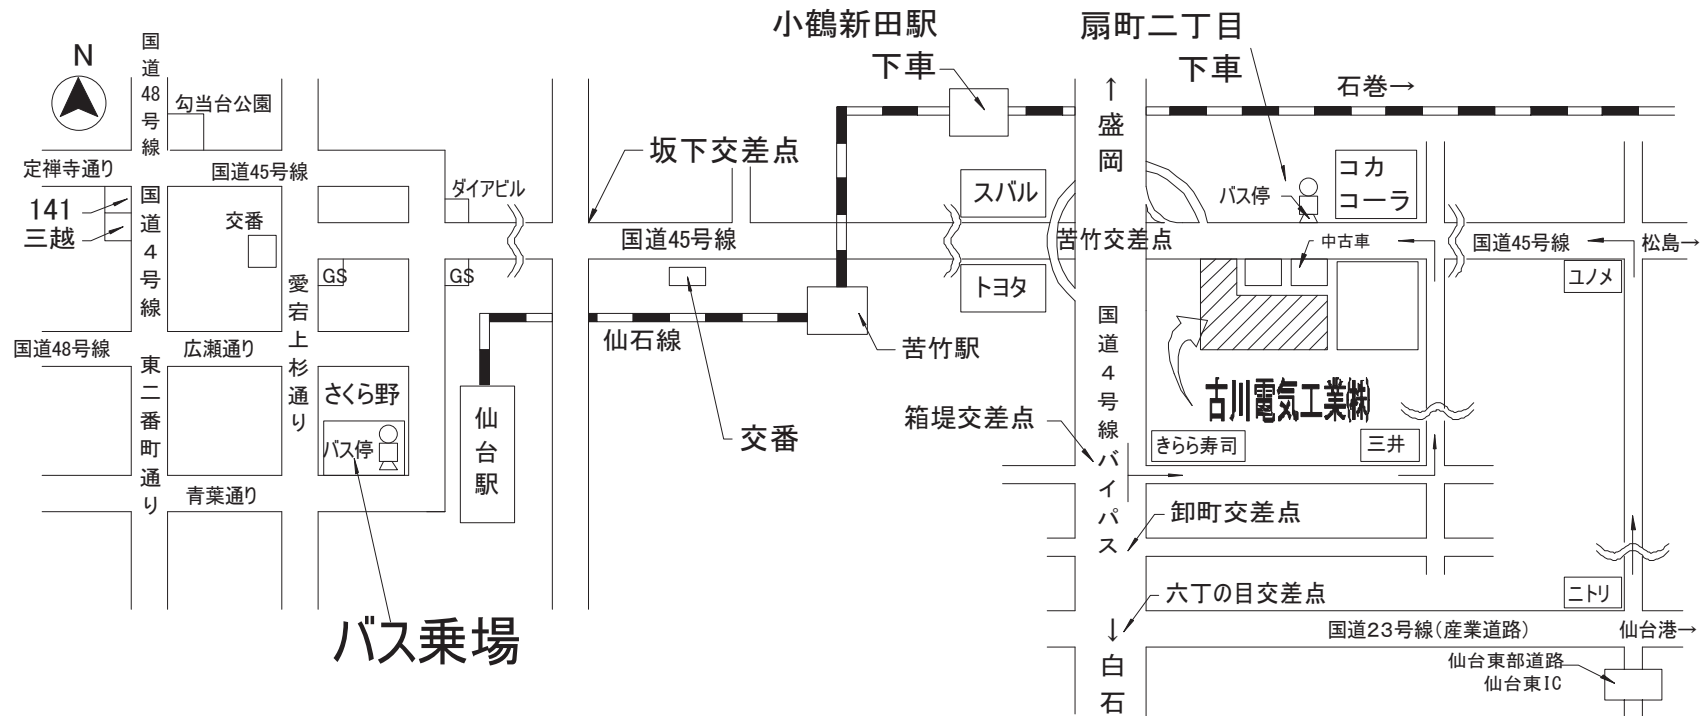 小鶴新田駅
下車
扇町二丁目
下車
N
国道48号線
勾当台公園
石巻→
↑盛岡
定禅寺通り
国道45号線
坂下交差点
ダイアビル
スバル
バス停
コカ
コーラ
141
三越
国道4号線
交番
国道45号線
苦竹交差点
中古車
国道45号線
松島→
GS
GS
トヨタ
ユノメ
愛宕上杉通り
国道48号線
広瀬通り
仙石線
苦竹駅
国道4号線バイパス
東二番町通り
さくら野
バス停
仙台駅
交番
箱堤交差点
古川電気工業㈱
きらら寿司
三井
青葉通り
卸町交差点
バス乗場
六丁の目交差点
ニトリ
国道23号線(産業道路)
仙台港→
↓白石
仙台東部道路
仙台東IC